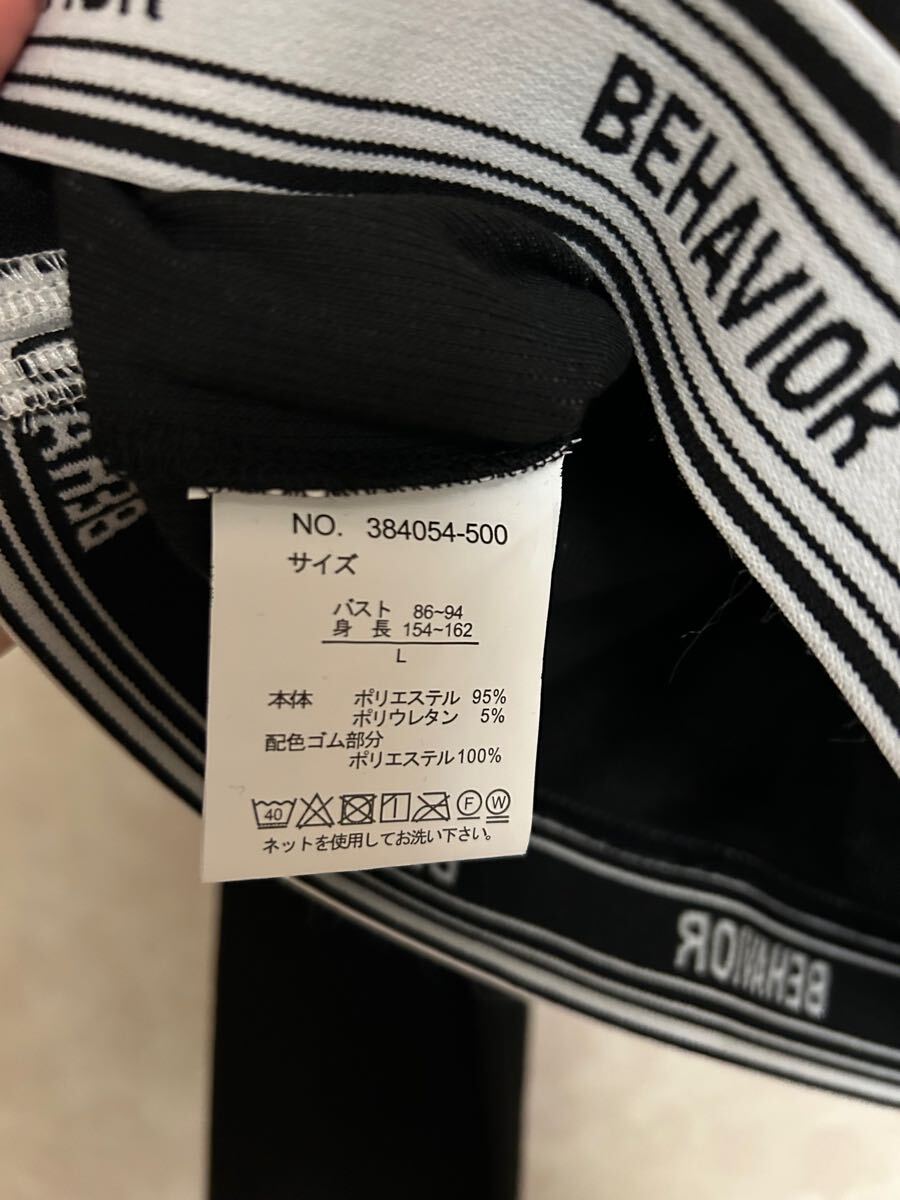 BEHAVIOR
NO. 384054-500
サイズ
バスト 86~94
身 長 154~162
L
本体 ポリエステル 95%
ポリウレタン 5%
配色ゴム部分
ポリエステル100%
40 F W
ネットを使用してお洗い下さい。
BEHAVIOR